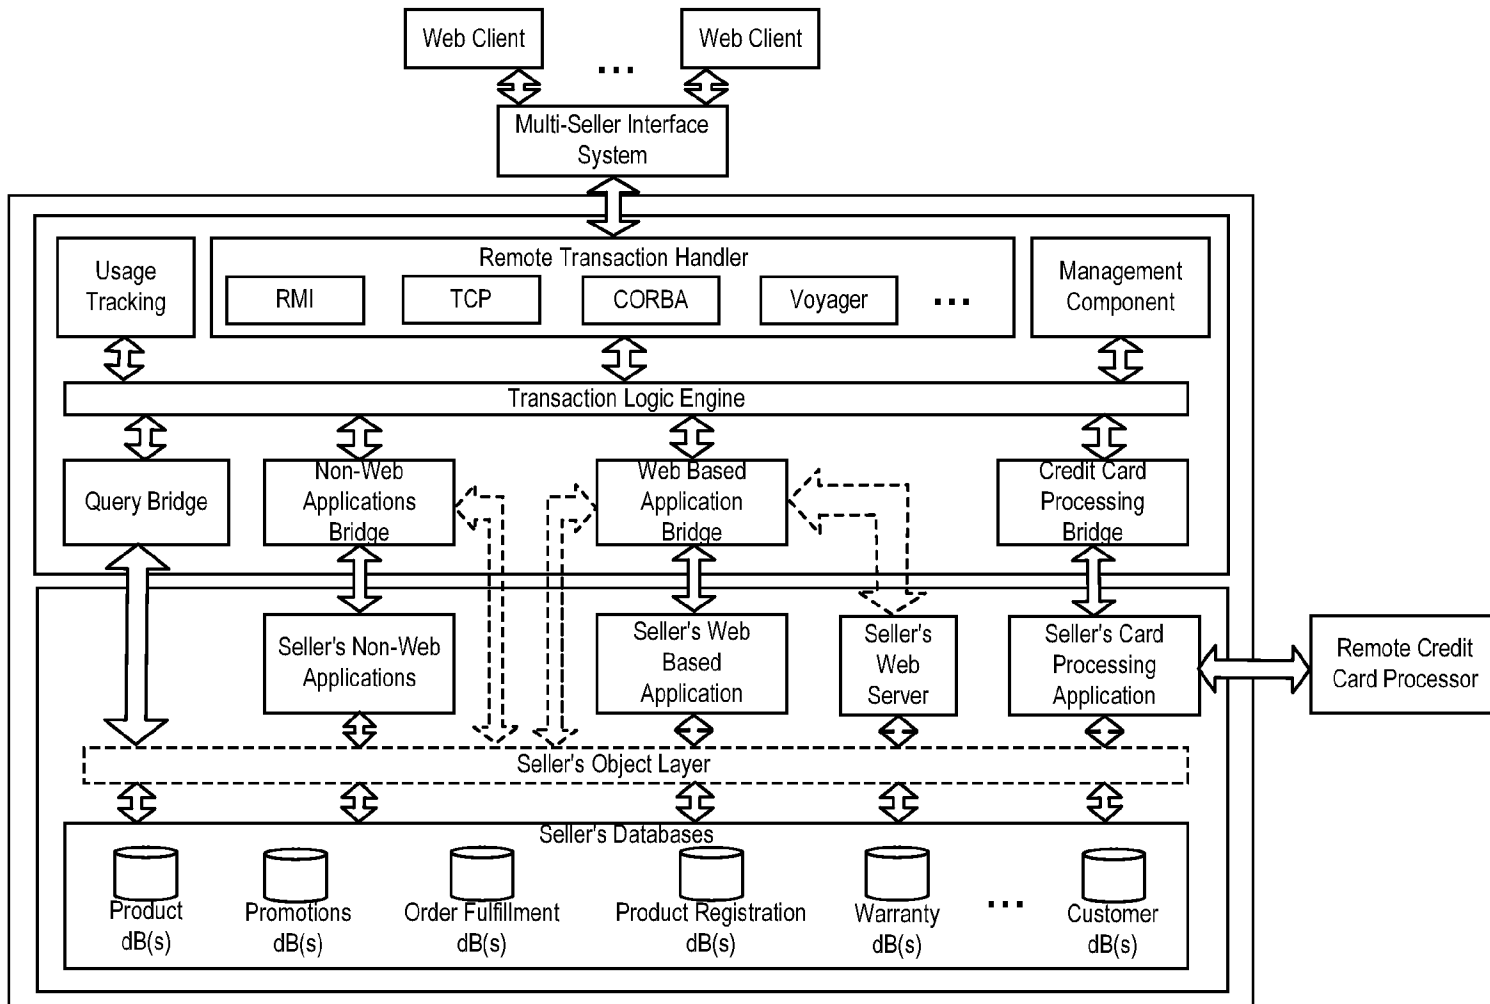 Web Client
Web Client
...
Multi-Seller Interface
System
Usage
Tracking
Remote Transaction Handler
RMI
TCP
CORBA
Voyager
...
Management
Component
Transaction Logic Engine
Query Bridge
Non-Web
Applications
Bridge
Web Based
Application
Bridge
Credit Card
Processing
Bridge
Seller's Non-Web
Applications
Seller's Web
Based
Application
Seller's
Web
Server
Seller's Card
Processing
Application
Remote Credit
Card Processor
Seller's Object Layer
Seller's Databases
Product
dB(s)
Promotions
dB(s)
Order Fulfillment
dB(s)
Product Registration
dB(s)
Warranty
dB(s)
...
Customer
dB(s)